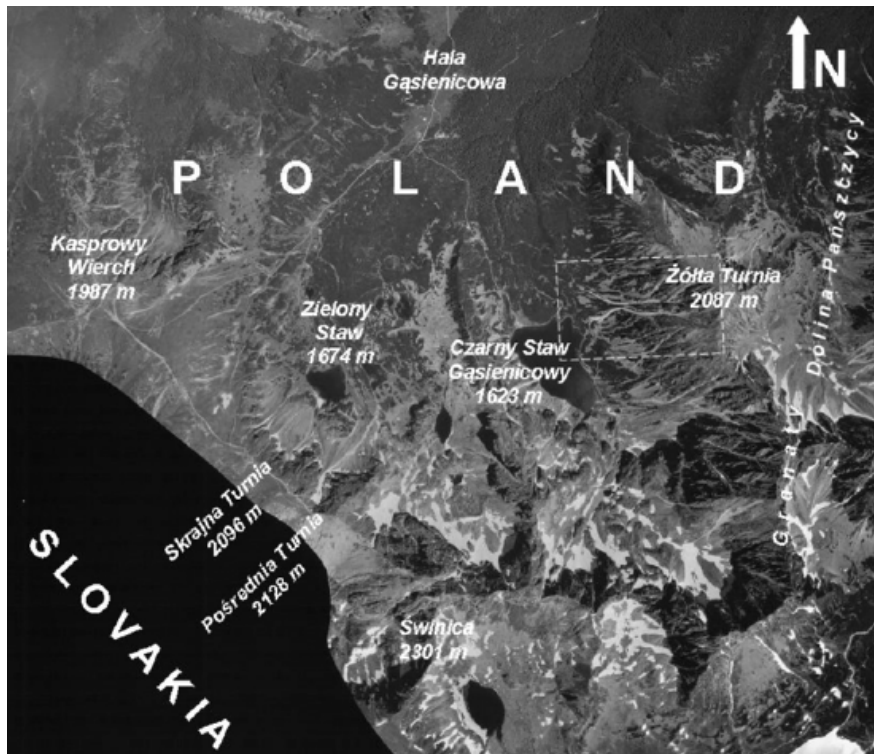 Hala
Gąsienicowa
N
POLAND
Dolina Pańszczycy
Kasprowy
Wierch
1987 m
Żółta Turnia
2087 m
Zielony
Staw
1674 m
Czarny Staw
Gąsienicowy
1623 m
Granaty
Skrajna Turnia
2096 m
Pośrednia Turnia
2128 m
SLOVAKIA
Świnica
2301 m